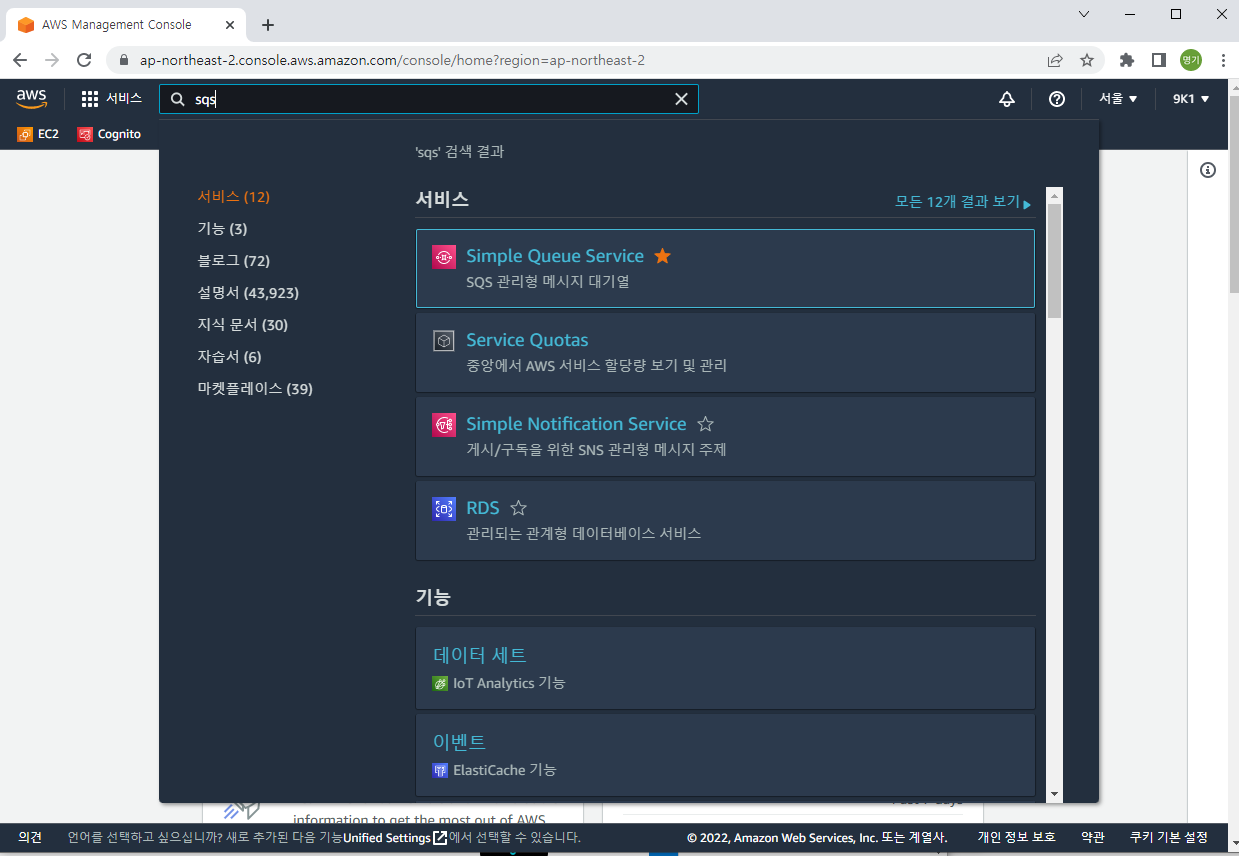 AWS Management Console
ap-northeast-2.console.aws.amazon.com/console/home?region=ap-northeast-2
명기
aws
서비스
sqs
서울
9K1
EC2
Cognito
'sqs' 검색 결과
서비스 (12)
기능 (3)
블로그 (72)
설명서 (43,923)
지식 문서 (30)
자습서 (6)
마켓플레이스 (39)
서비스
모든 12개 결과 보기
Simple Queue Service
SQS 관리형 메시지 대기열
Service Quotas
중앙에서 AWS 서비스 할당량 보기 및 관리
Simple Notification Service
게시/구독을 위한 SNS 관리형 메시지 주제
RDS
관리되는 관계형 데이터베이스 서비스
기능
데이터 세트
IoT Analytics 기능
이벤트
ElastiCache 기능
information to get the most out of AWS
의견
언어를 선택하고 싶으십니까? 새로 추가된 다음 기능Unified Settings에서 선택할 수 있습니다.
© 2022, Amazon Web Services, Inc. 또는 계열사.
개인 정보 보호
약관
쿠키 기본 설정